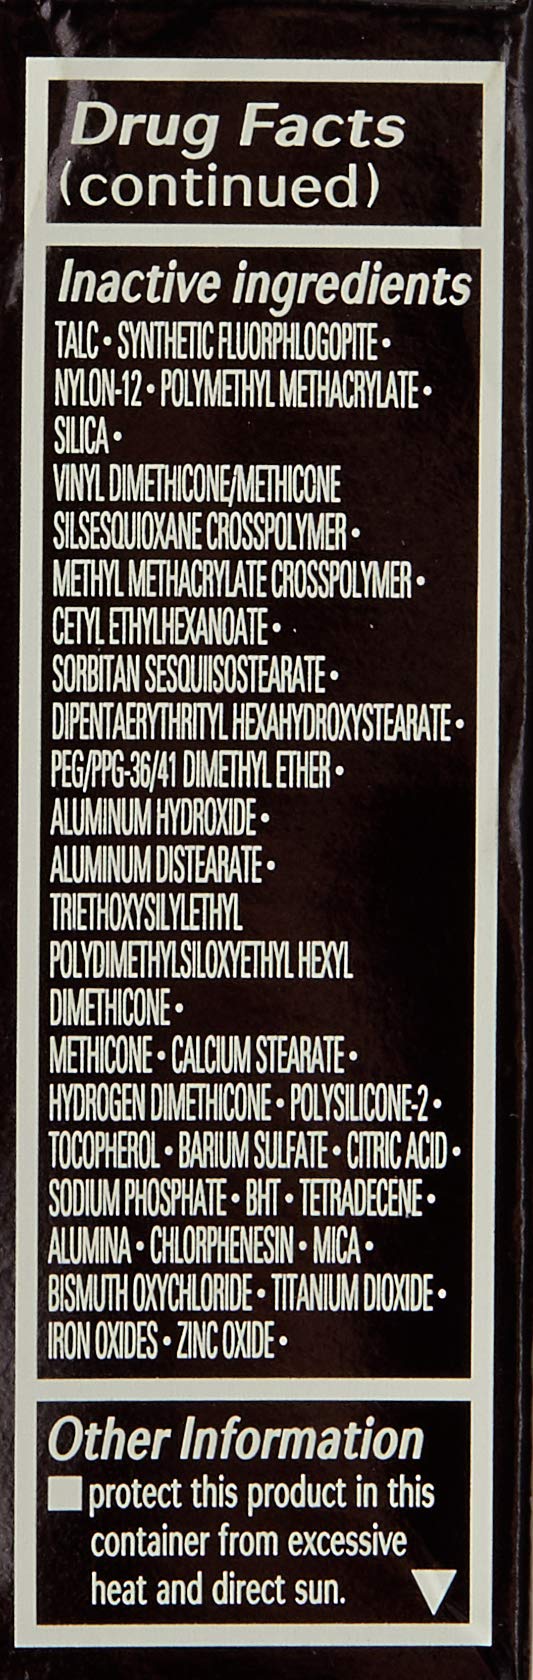 Drug Facts
(continued)
Inactive ingredients
TALC • SYNTHETIC FLUORPHLOGOPITE •
NYLON-12 • POLYMETHYL METHACRYLATE •
SILICA •
VINYL DIMETHICONE/METHICONE
SILSESQUIOXANE CROSSPOLYMER •
METHYL METHACRYLATE CROSSPOLYMER •
CETYL ETHYLHEXANOATE •
SORBITAN SESQUIISOSTEARATE •
DIPENTAERYTHRITYL HEXAHYDROXYSTEARATE •
PEG/PPG-36/41 DIMETHYL ETHER •
ALUMINUM HYDROXIDE •
ALUMINUM DISTEARATE •
TRIETHOXYSILYLETHYL
POLYDIMETHYLSILOXYETHYL HEXYL
DIMETHICONE •
METHICONE • CALCIUM STEARATE •
HYDROGEN DIMETHICONE • POLYSILICONE-2 •
TOCOPHEROL • BARIUM SULFATE • CITRIC ACID •
SODIUM PHOSPHATE • BHT • TETRADECENE •
ALUMINA • CHLORPHENESIN • MICA •
BISMUTH OXYCHLORIDE • TITANIUM DIOXIDE •
IRON OXIDES • ZINC OXIDE •
Other Information
■ protect this product in this
container from excessive
heat and direct sun. ▼